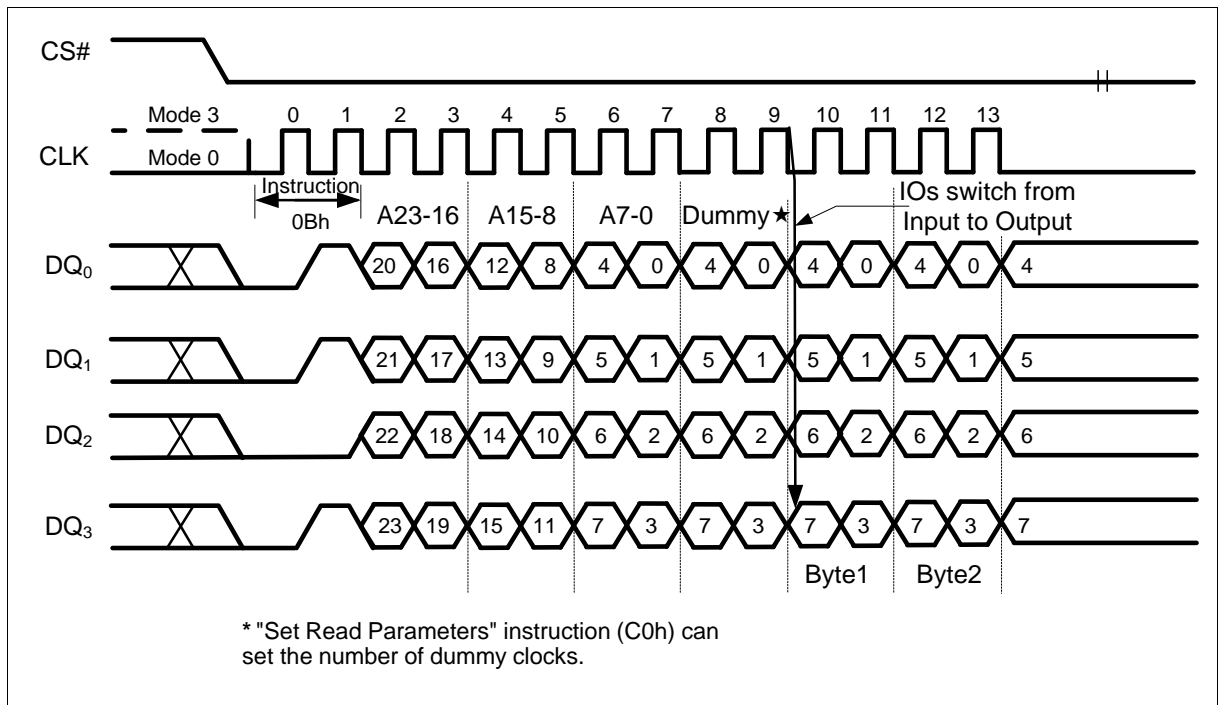 CS#
Mode 3
0 1 2 3 4 5 6 7 8 9 10 11 12 13
CLK
Mode 0
Instruction
0Bh
A23-16 A15-8 A7-0 Dummy★
IOs switch from
Input to Output
DQ0 20 16 12 8 4 0 4 0 4 0 4 0 4
DQ1 21 17 13 9 5 1 5 1 5 1 5 1 5
DQ2 22 18 14 10 6 2 6 2 6 2 6 2 6
DQ3 23 19 15 11 7 3 7 3 7 3 7 3 7
Byte1 Byte2
* "Set Read Parameters" instruction (C0h) can
set the number of dummy clocks.